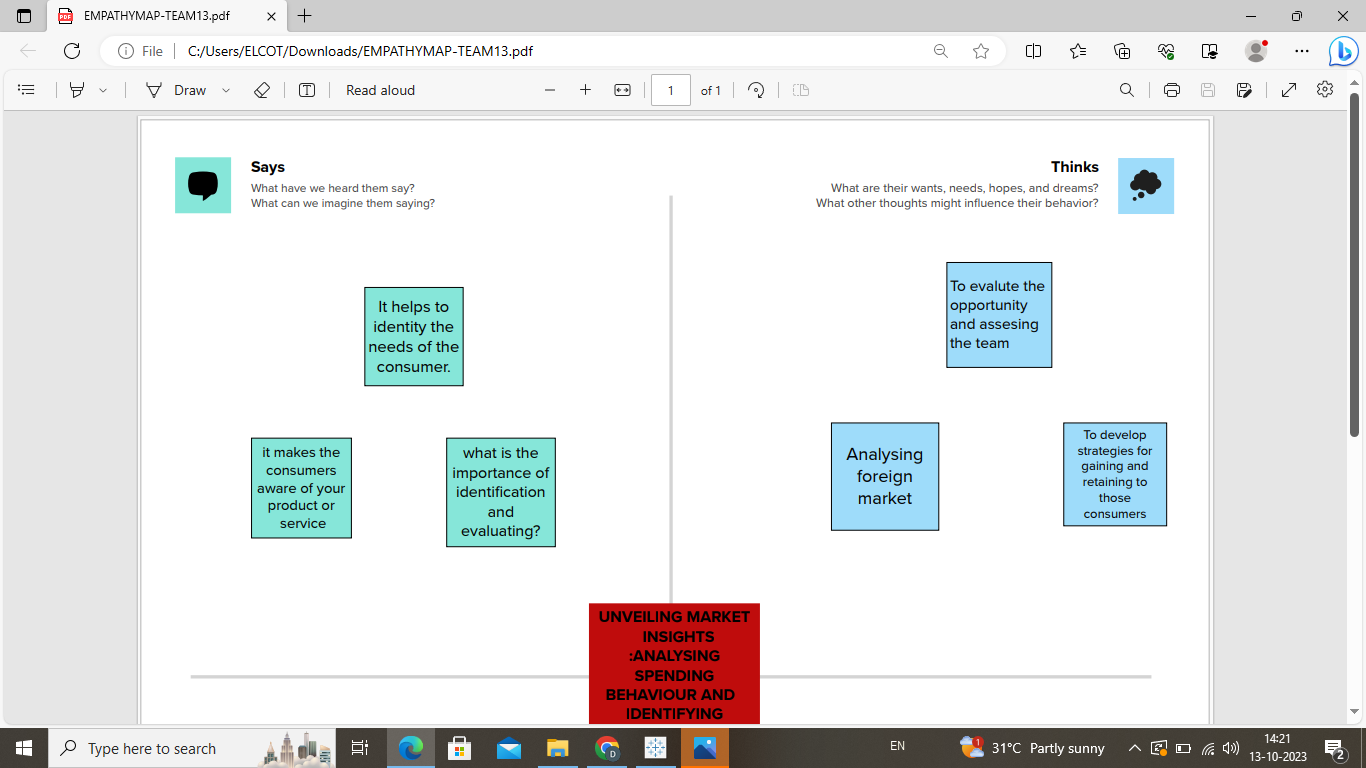 EMPATHYMAP-TEAM13.pdf
File
C:/Users/ELCOT/Downloads/EMPATHYMAP-TEAM13.pdf
Draw
Read aloud
1 of 1
Says
What have we heard them say?
What can we imagine them saying?
Thinks
What are their wants, needs, hopes, and dreams?
What other thoughts might influence their behavior?
It helps to
identity the
needs of the
consumer.
it makes the
consumers
aware of your
product or
service
what is the
importance of
identification
and
evaluating?
To evalute the
opportunity
and assesing
the team
Analysing
foreign
market
To develop
strategies for
gaining and
retaining to
those
consumers
UNVEILING MARKET
INSIGHTS
:ANALYSING
SPENDING
BEHAVIOUR AND
IDENTIFYING
Type here to search
EN
1
31°C Partly sunny
14:21
13-10-2023
2